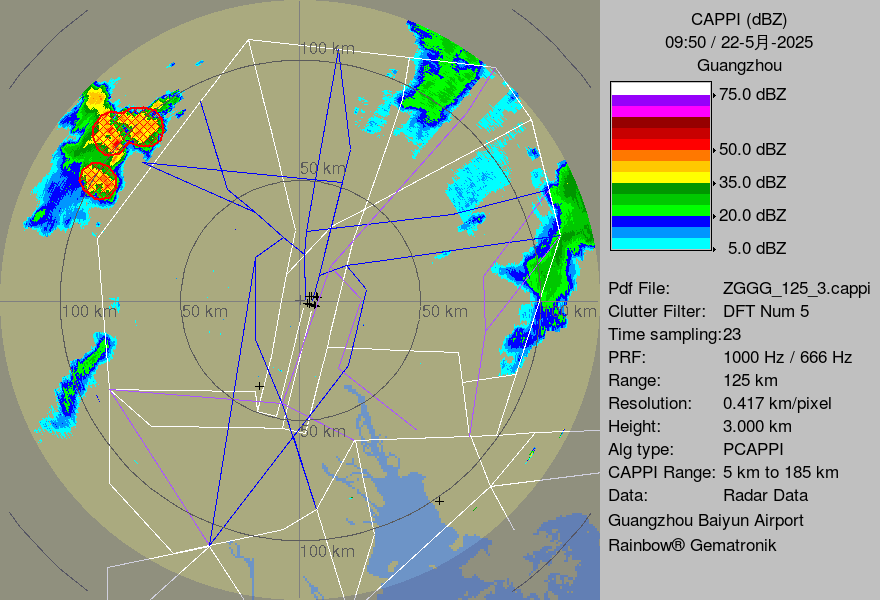 100 km
50 km
100 km
50 km
50 km
100 km
50 km
100 km
CAPPI (dBZ)
09:50 / 22-5月-2025
Guangzhou
75.0 dBZ
50.0 dBZ
35.0 dBZ
20.0 dBZ
5.0 dBZ
Pdf File: ZGGG_125_3.cappi
Clutter Filter: DFT Num 5
Time sampling:23
PRF: 1000 Hz / 666 Hz
Range: 125 km
Resolution: 0.417 km/pixel
Height: 3.000 km
Alg type: PCAPPI
CAPPI Range: 5 km to 185 km
Data: Radar Data
Guangzhou Baiyun Airport
Rainbow® Gematronik